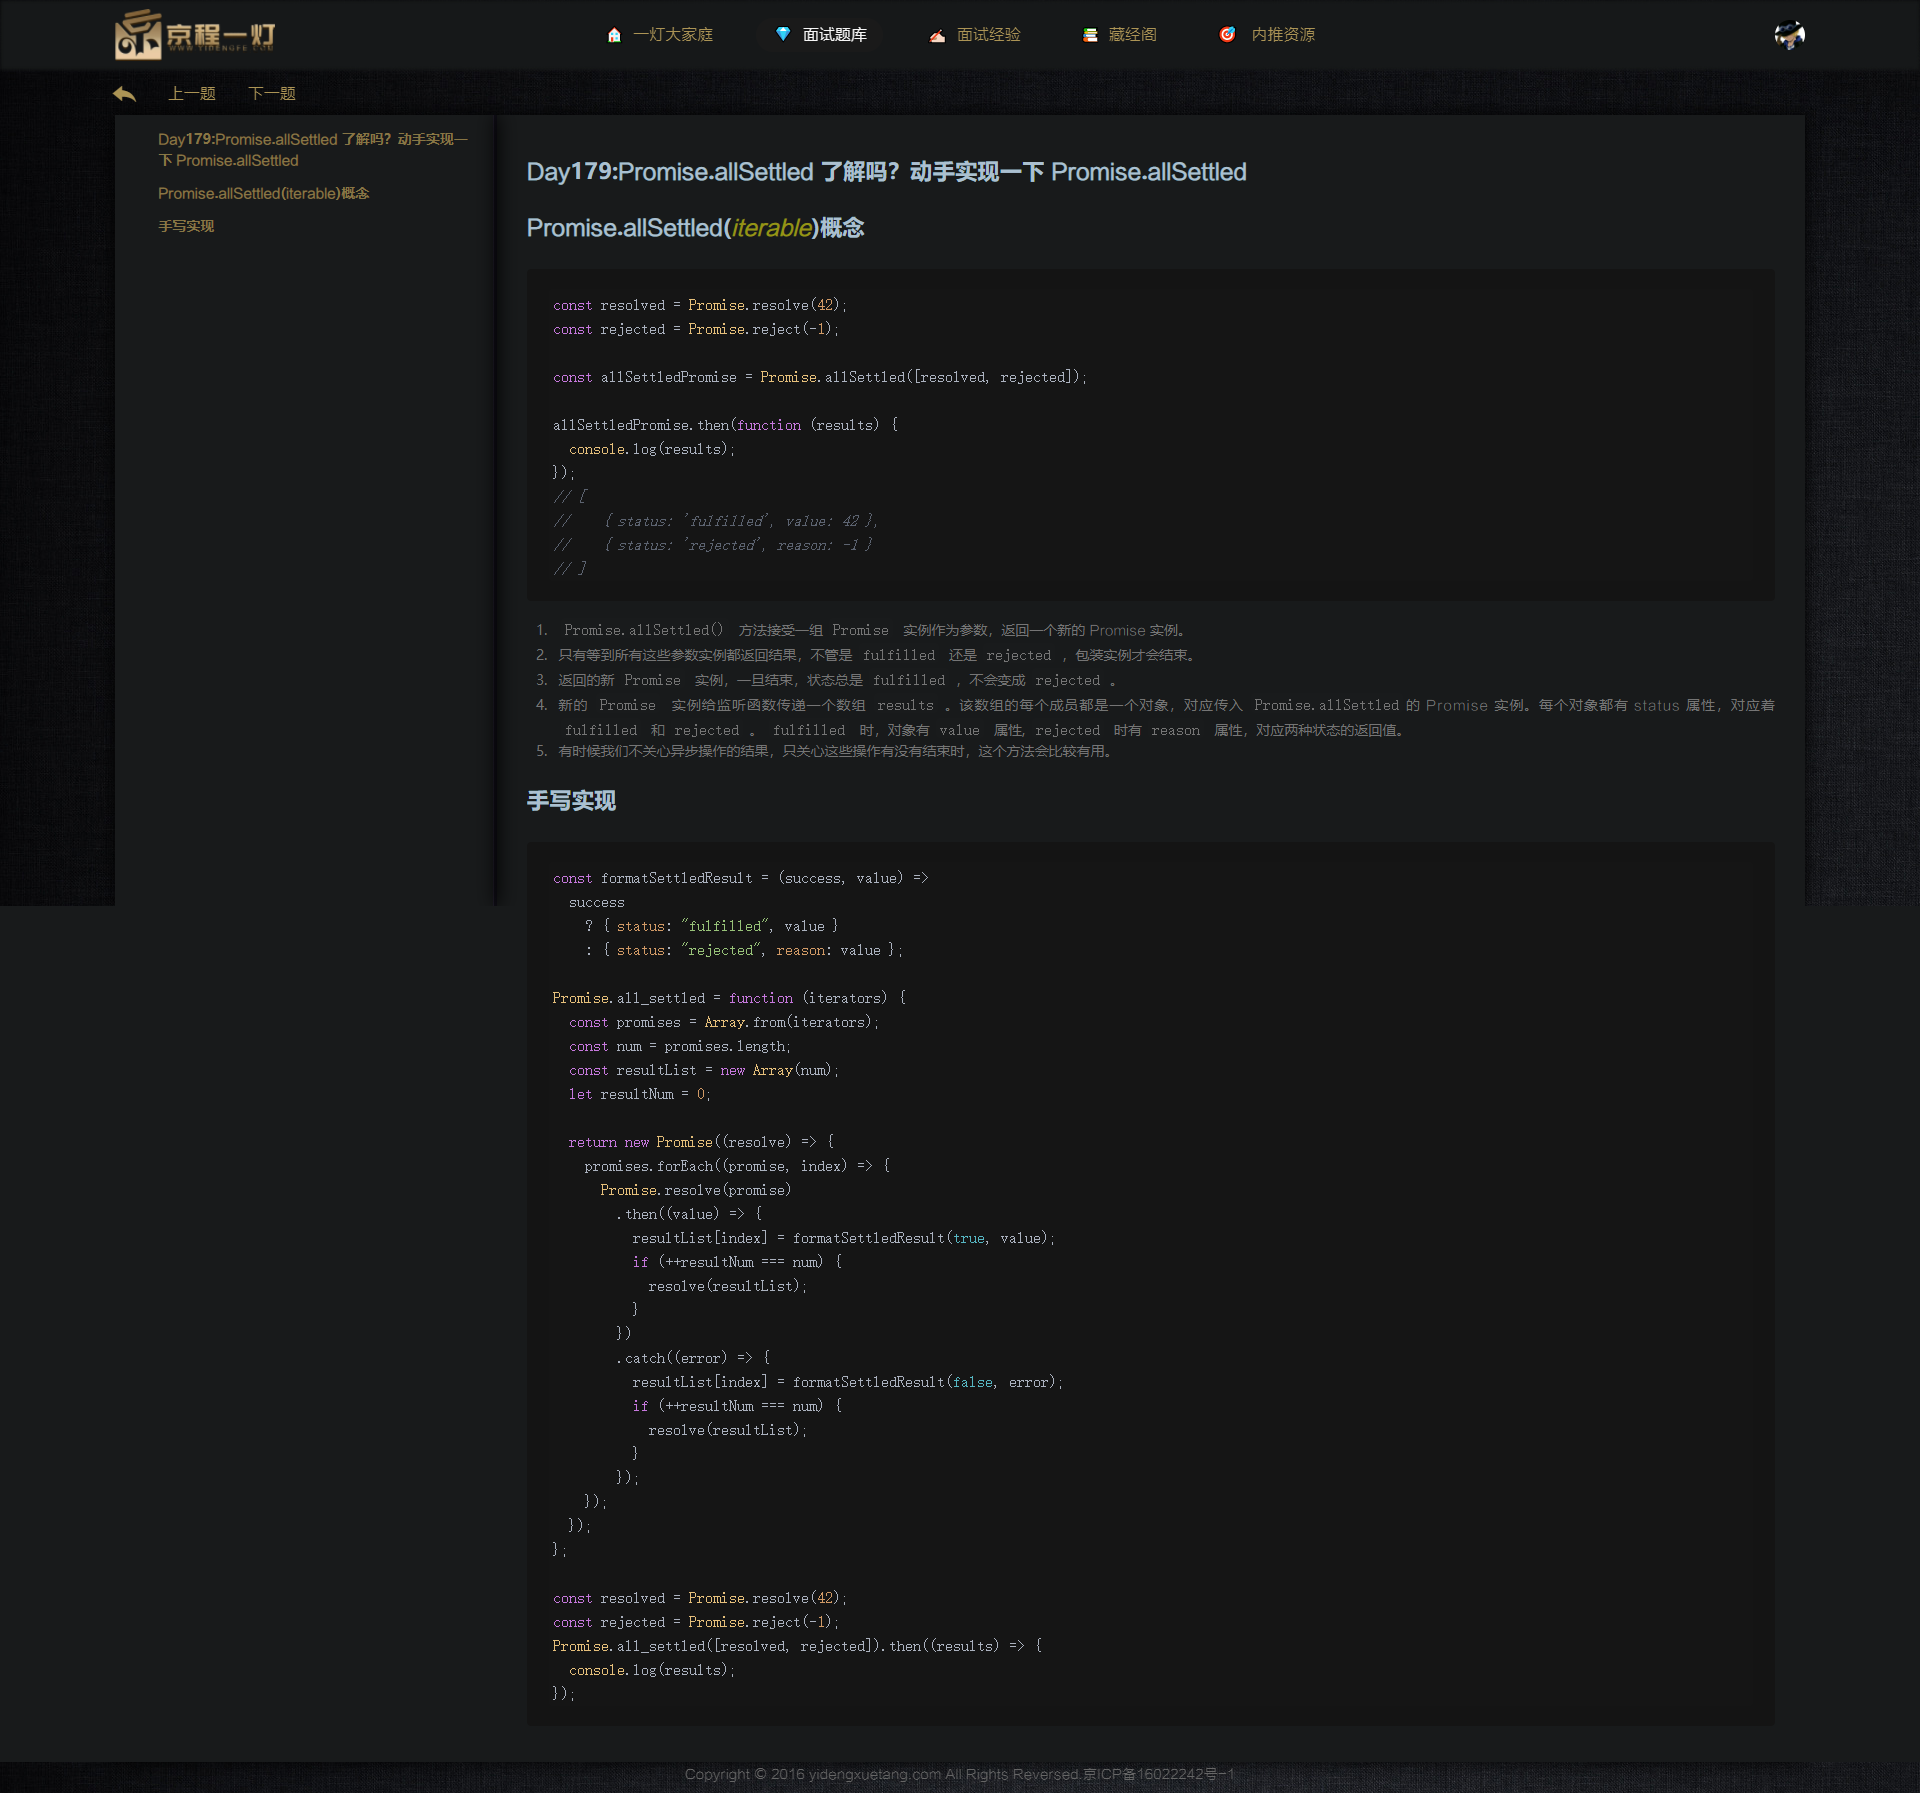 京程一灯
WWW.YIDENGFE.COM
一灯大家庭
面试题库
面试经验
藏经阁
内推资源
上一题 下一题
Day179:Promise.allSettled 了解吗？动手实现一
下 Promise.allSettled
Promise.allSettled(iterable)概念
手写实现
Day179:Promise.allSettled 了解吗？动手实现一下 Promise.allSettled
Promise.allSettled(iterable)概念
const resolved = Promise.resolve(42);
const rejected = Promise.reject(-1);
const allSettledPromise = Promise.allSettled([resolved, rejected]);
allSettledPromise.then(function (results) {
  console.log(results);
});
// [
//    { status: 'fulfilled', value: 42 },
//    { status: 'rejected', reason: -1 }
// ]
1. Promise.allSettled() 方法接受一组 Promise 实例作为参数，返回一个新的 Promise 实例。
2. 只有等到所有这些参数实例都返回结果，不管是 fulfilled 还是 rejected ，包装实例才会结束。
3. 返回的新 Promise 实例，一旦结束，状态总是 fulfilled ，不会变成 rejected 。
4. 新的 Promise 实例给监听函数传递一个数组 results 。该数组的每个成员都是一个对象，对应传入 Promise.allSettled 的 Promise 实例。每个对象都有 status 属性，对应着
fulfilled 和 rejected 。 fulfilled 时，对象有 value 属性, rejected 时有 reason 属性，对应两种状态的返回值。
5. 有时候我们不关心异步操作的结果，只关心这些操作有没有结束时，这个方法会比较有用。
手写实现
const formatSettledResult = (success, value) =>
  success
    ? { status: "fulfilled", value }
    : { status: "rejected", reason: value };
Promise.all_settled = function (iterators) {
  const promises = Array.from(iterators);
  const num = promises.length;
  const resultList = new Array(num);
  let resultNum = 0;
  return new Promise((resolve) => {
    promises.forEach((promise, index) => {
      Promise.resolve(promise)
        .then((value) => {
          resultList[index] = formatSettledResult(true, value);
          if (++resultNum === num) {
            resolve(resultList);
          }
        })
        .catch((error) => {
          resultList[index] = formatSettledResult(false, error);
          if (++resultNum === num) {
            resolve(resultList);
          }
        });
    });
  });
};
const resolved = Promise.resolve(42);
const rejected = Promise.reject(-1);
Promise.all_settled([resolved, rejected]).then((results) => {
  console.log(results);
});
Copyright © 2016 yidengxuetang.com All Rights Reversed.京ICP备16022242号-1